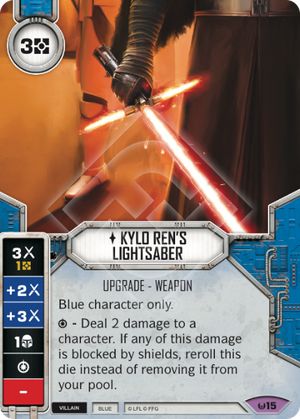 3
KYLO REN'S
LIGHTSABER
UPGRADE - WEAPON
Blue character only.
- Deal 2 damage to a
character. If any of this damage
is blocked by shields, reroll this
die instead of removing it from
your pool.
3
1
+2
+3
1
-
VILLAIN
BLUE
© LFL © FFG
15